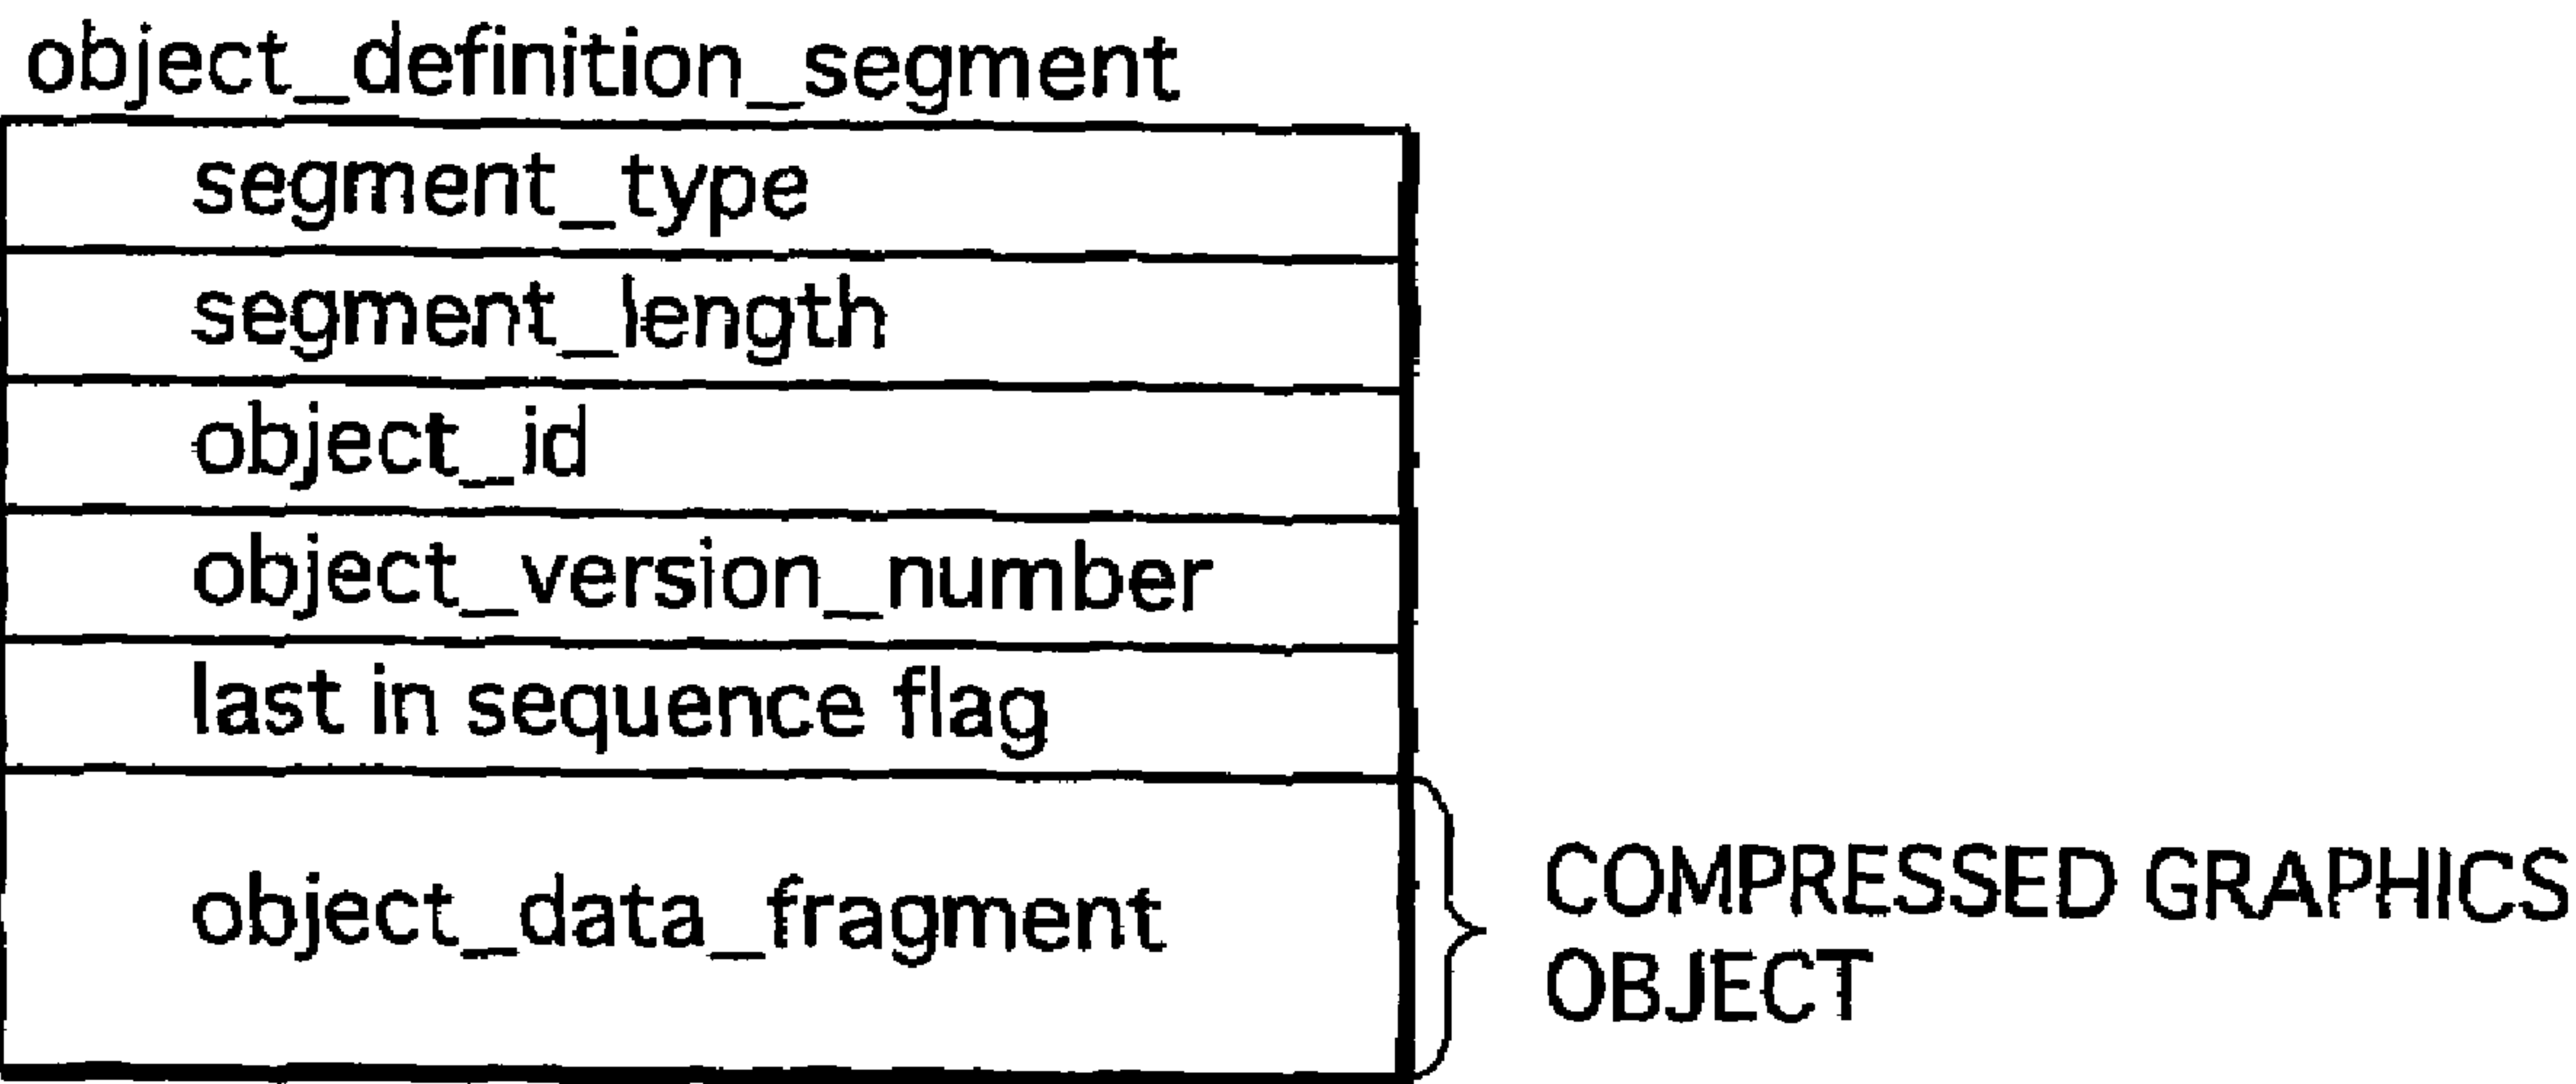 object_definition_segment
segment_type
segment_length
object_id
object_version_number
last in sequence flag
object_data_fragment
COMPRESSED GRAPHICS
OBJECT